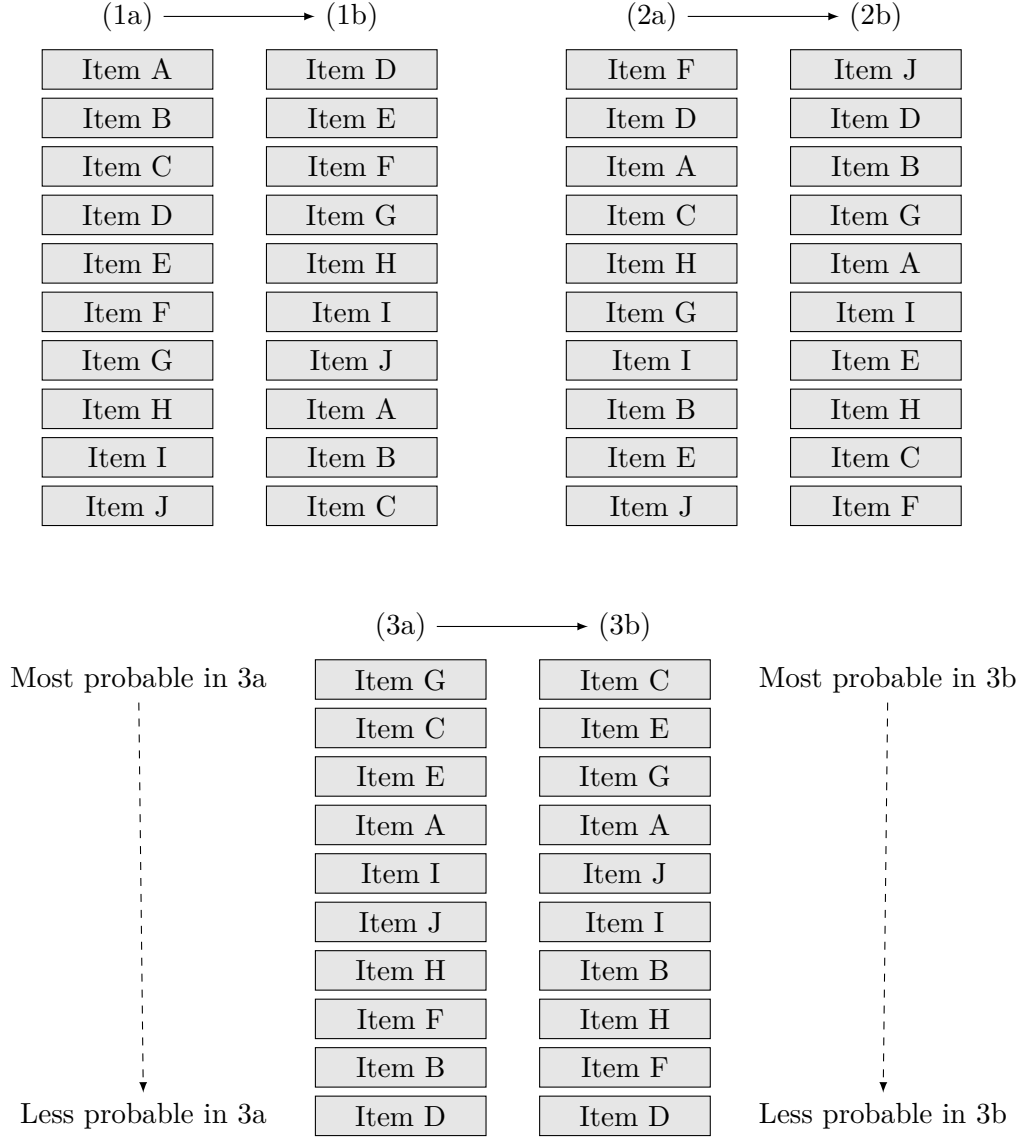 (1a) (1b) (2a) (2b)
Item A Item D Item F Item J
Item B Item E Item D Item D
Item C Item F Item A Item B
Item D Item G Item C Item G
Item E Item H Item H Item A
Item F Item I Item G Item I
Item G Item J Item I Item E
Item H Item A Item B Item H
Item I Item B Item E Item C
Item J Item C Item J Item F
(3a) (3b)
Most probable in 3a Item G Item C Most probable in 3b
Item C Item E
Item E Item G
Item A Item A
Item I Item J
Item J Item I
Item H Item B
Item F Item H
Item B Item F
Less probable in 3a Item D Item D Less probable in 3b